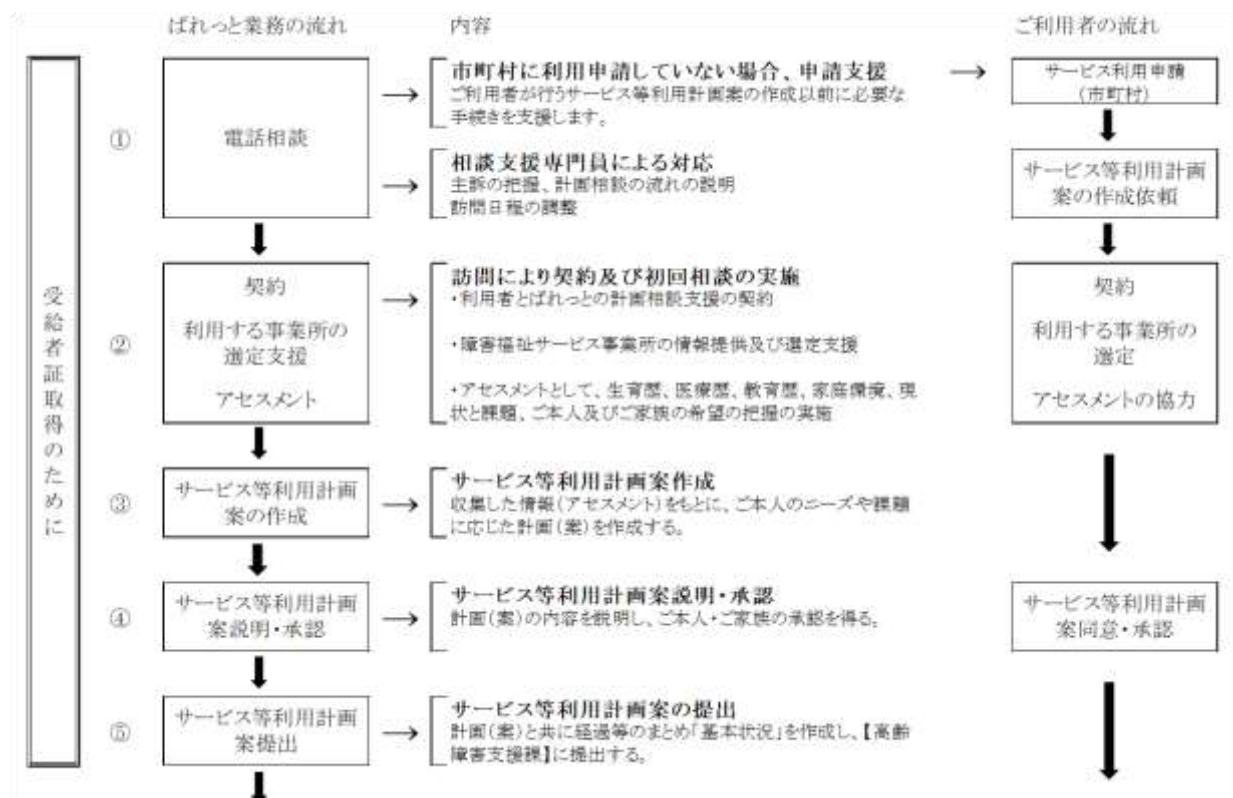 ぱれっと業務の流れ
内容
ご利用者の流れ
受給者証取得のために
①
電話相談
市町村に利用申請していない場合、申請支援
ご利用者が行うサービス等利用計画案の作成以前に必要な
手続きを支援します。
相談支援専門員による対応
主訴の把握、計画相談の流れの説明
訪問日程の調整
サービス利用申請
(市町村)
サービス等利用計画
案の作成依頼
②
契約
利用する事業所の
選定支援
アセスメント
訪問により契約及び初回相談の実施
・利用者とぱれっとの計画相談支援の契約
・障害福祉サービス事業所の情報提供及び選定支援
・アセスメントとして、生育歴、医療歴、教育歴、家庭環境、現
状と課題、ご本人及びご家族の希望の把握の実施
契約
利用する事業所の
選定
アセスメントの協力
③
サービス等利用計画
案の作成
サービス等利用計画案作成
収集した情報(アセスメント)をもとに、ご本人のニーズや課題
に応じた計画(案)を作成する。
④
サービス等利用計画
案説明・承認
サービス等利用計画案説明・承認
計画(案)の内容を説明し、ご本人・ご家族の承認を得る。
サービス等利用計画
案同意・承認
⑤
サービス等利用計画
案提出
サービス等利用計画案の提出
計画(案)と共に経過等のまとめ「基本状況」を作成し、【高齢
障害支援課】に提出する。